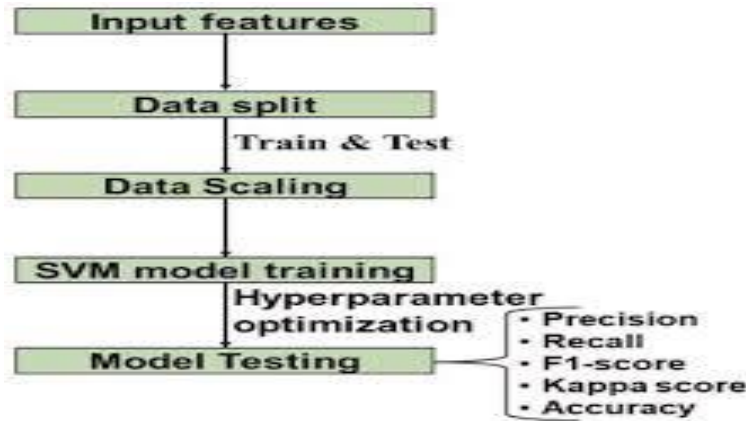 Input features
Data split
Train & Test
Data Scaling
SVM model training
Hyperparameter
optimization
Model Testing
• Precision
• Recall
• F1-score
• Kappa score
• Accuracy